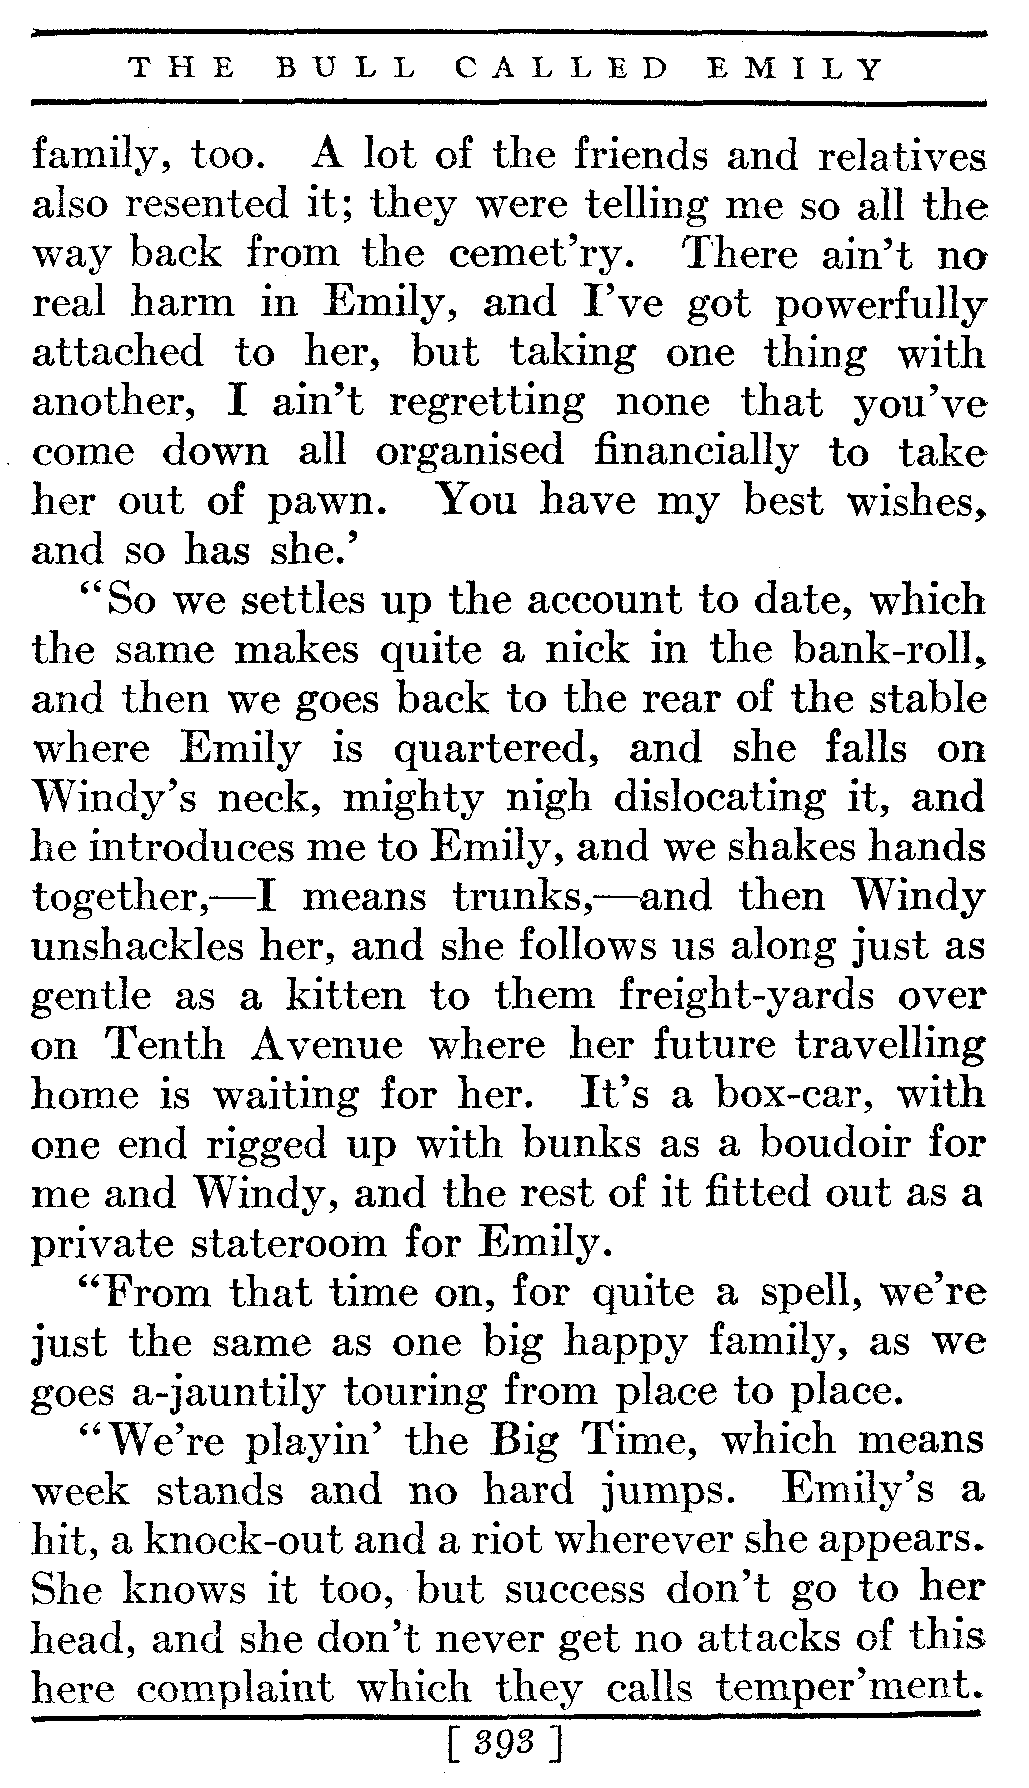 THE BULL CALLED EMILY
family, too. A lot of the friends and relatives
also resented it; they were telling me so all the
way back from the cemet'ry. There ain't no
real harm in Emily, and I've got powerfully
attached to her, but taking one thing with
another, I ain't regretting none that you've
come down all organised financially to take
her out of pawn. You have my best wishes,
and so has she.'
"So we settles up the account to date, which
the same makes quite a nick in the bank-roll,
and then we goes back to the rear of the stable
where Emily is quartered, and she falls on
Windy's neck, mighty nigh dislocating it, and
he introduces me to Emily, and we shakes hands
together,—I means trunks,—and then Windy
unshackles her, and she follows us along just as
gentle as a kitten to them freight-yards over
on Tenth Avenue where her future travelling
home is waiting for her. It's a box-car, with
one end rigged up with bunks as a boudoir for
me and Windy, and the rest of it fitted out as a
private stateroom for Emily.
"From that time on, for quite a spell, we're
just the same as one big happy family, as we
goes a-jauntily touring from place to place.
"We're playin' the Big Time, which means
week stands and no hard jumps. Emily's a
hit, a knock-out and a riot wherever she appears.
She knows it too, but success don't go to her
head, and she don't never get no attacks of this
here complaint which they calls temper'ment.
[ 393 ]